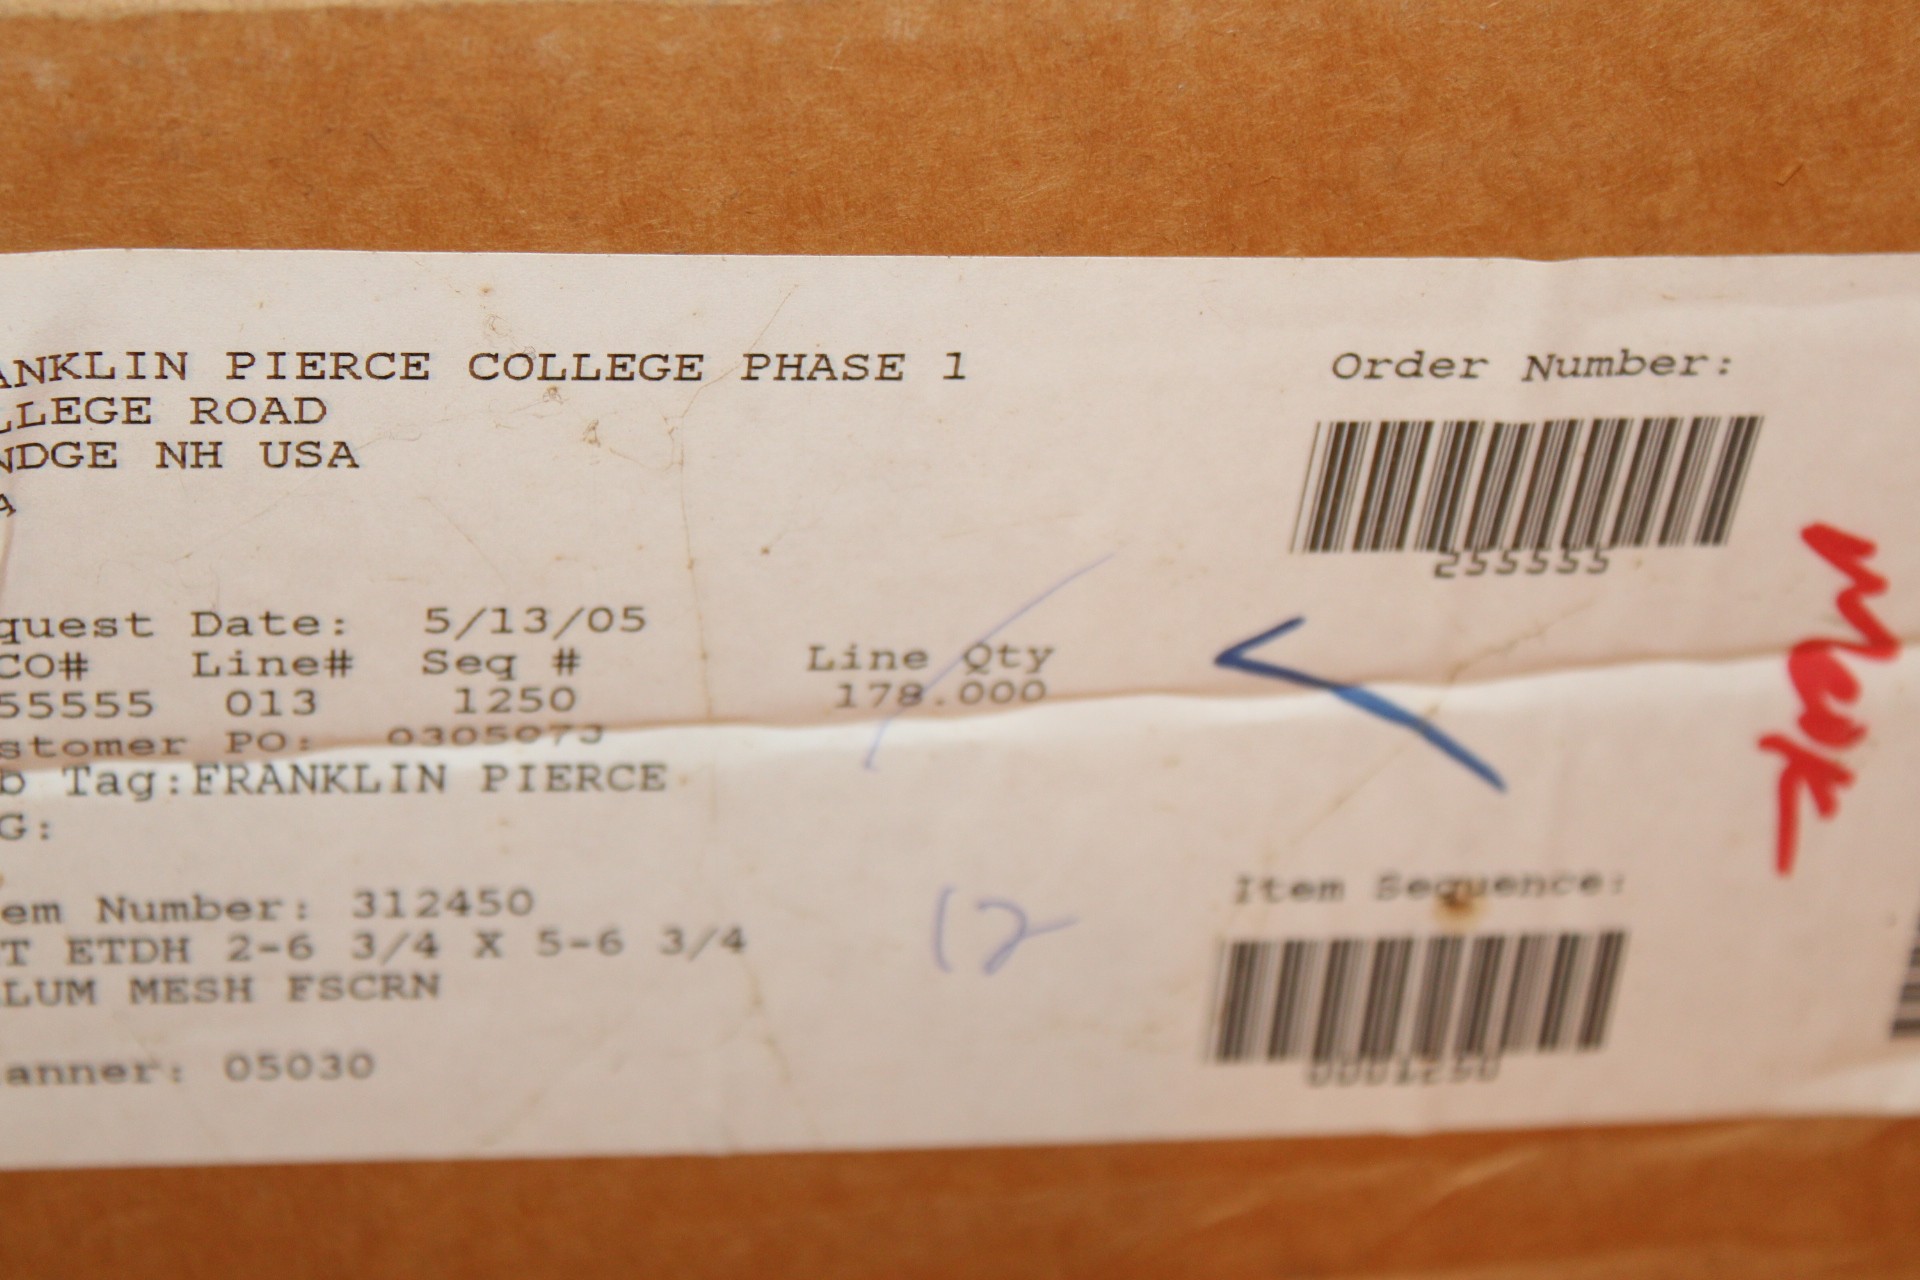 ANKLIN PIERCE COLLEGE PHASE 1
LLEGE ROAD
NDGE NH USA
A
Order Number:
255555
quest Date: 5/13/05
CO# Line# Seq # Line Qty
55555 013 1250 178.000
stomer PO: 0305073
b Tag:FRANKLIN PIERCE
G:
em Number: 312450
T ETDH 2-6 3/4 X 5-6 3/4
LUM MESH FSCRN
anner: 05030
12
Item Sequence:
0001250